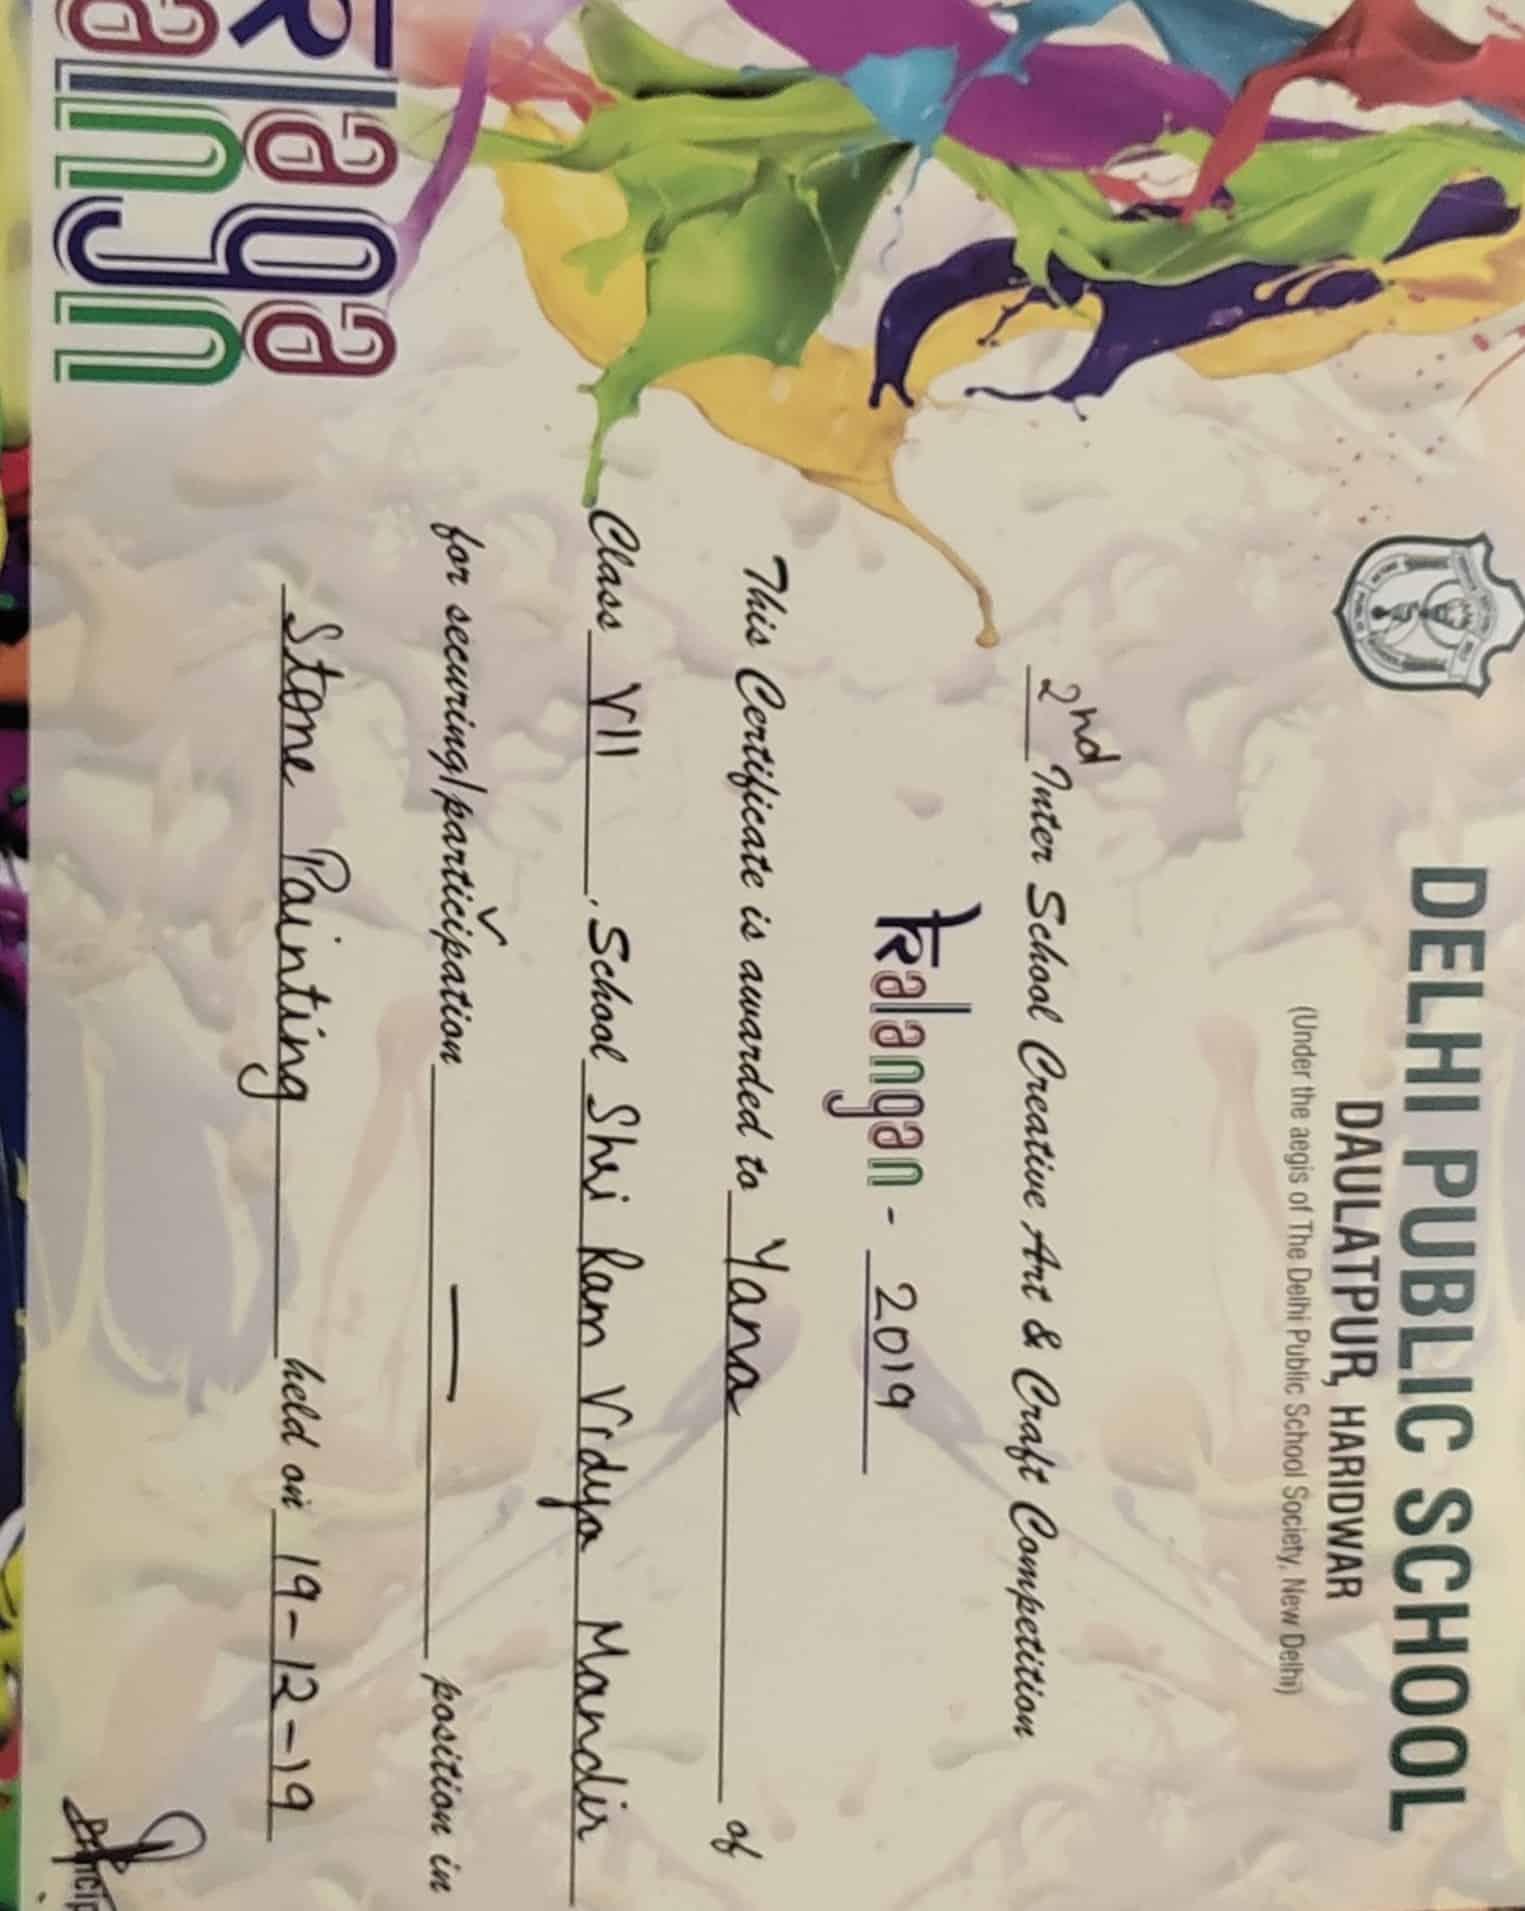 DELHI PUBLIC SCHOOL
DAULATPUR, HARIDWAR
(Under the aegis of The Delhi Public School Society, New Delhi)
2nd Inter School Creative Art & Craft Competition
Kalangan - 2019
This Certificate is awarded to Yana of
Class VII, School Shri Ram Vidya Mandir
for securing/participation ✓ — position in
Stone Painting held on 19-12-19